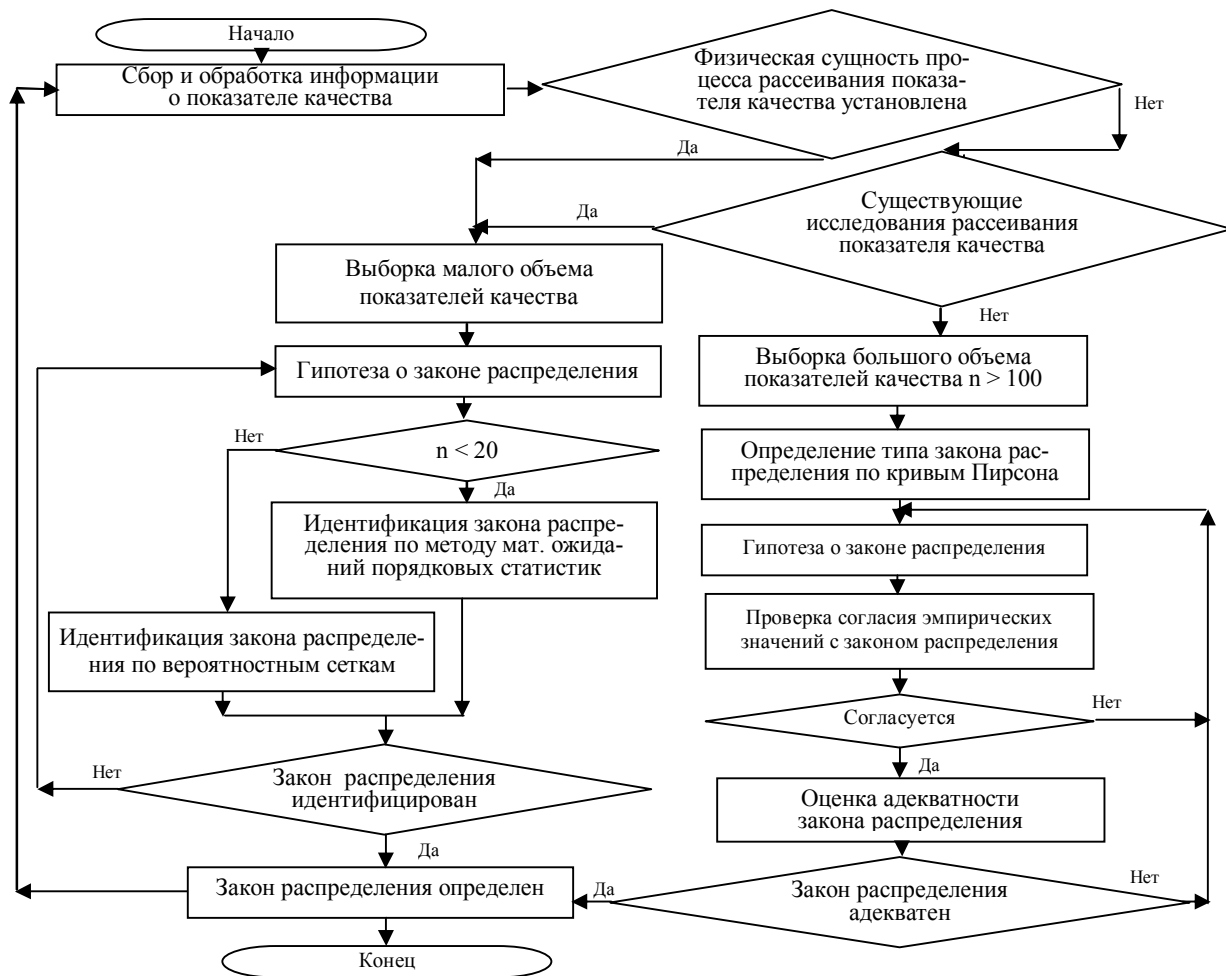 Начало
Сбор и обработка информации
о показателе качества
Физическая сущность про-
цесса рассеивания показа-
теля качества установлена
Нет
Да
Существующие
исследования рассеивания
показателя качества
Да
Нет
Выборка малого объема
показателей качества
Гипотеза о законе распределения
n < 20
Нет
Да
Идентификация закона распре-
деления по методу мат. ожида-
ний порядковых статистик
Идентификация закона распределе-
ния по вероятностным сеткам
Закон распределения
идентифицирован
Нет
Да
Выборка большого объема
показателей качества n > 100
Определение типа закона рас-
пределения по кривым Пирсона
Гипотеза о законе распределения
Проверка согласия эмпирических
значений с законом распределения
Согласуется
Нет
Да
Оценка адекватности
закона распределения
Закон распределения
адекватен
Нет
Да
Закон распределения определен
Конец